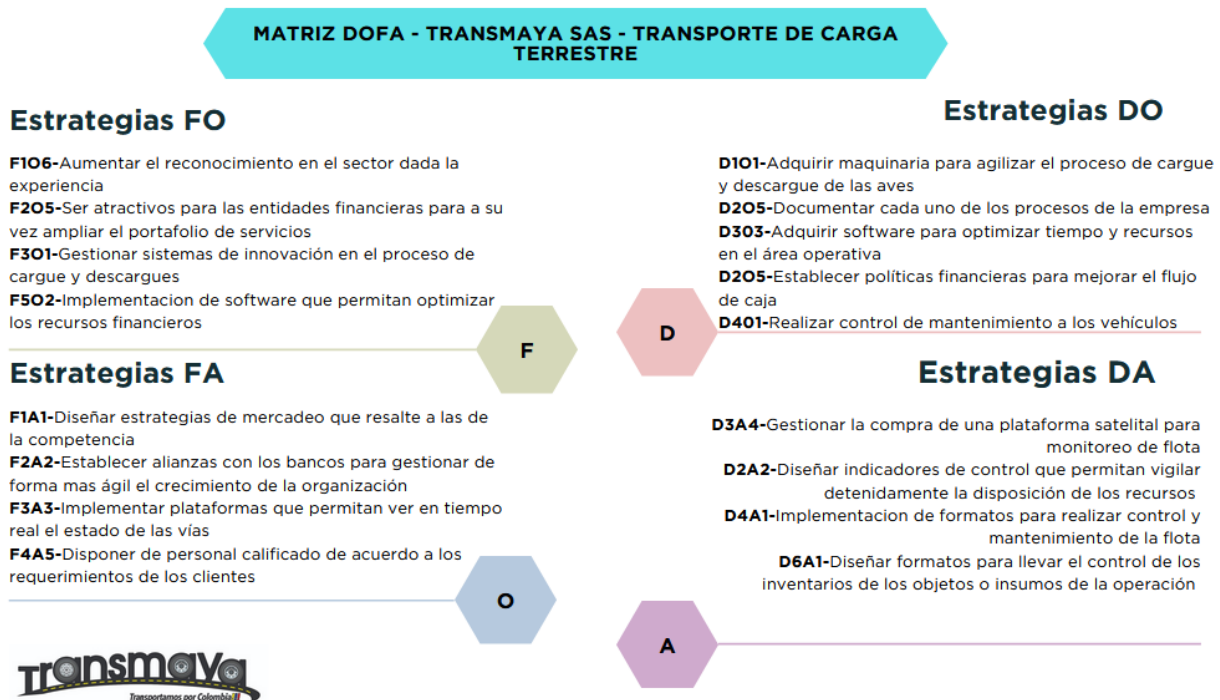 MATRIZ DOFA - TRANSMAYA SAS - TRANSPORTE DE CARGA
TERRESTRE
Estrategias FO
F1O6-Aumentar el reconocimiento en el sector dada la
experiencia
F2O5-Ser atractivos para las entidades financieras para a su
vez ampliar el portafolio de servicios
F3O1-Gestionar sistemas de innovación en el proceso de
cargue y descargues
F5O2-Implementacion de software que permitan optimizar
los recursos financieros
F
Estrategias DO
D1O1-Adquirir maquinaria para agilizar el proceso de cargue
y descargue de las aves
D2O5-Documentar cada uno de los procesos de la empresa
D3O3-Adquirir software para optimizar tiempo y recursos
en el área operativa
D2O5-Establecer políticas financieras para mejorar el flujo
de caja
D4O1-Realizar control de mantenimiento a los vehículos
D
Estrategias FA
F1A1-Diseñar estrategias de mercadeo que resalte a las de
la competencia
F2A2-Establecer alianzas con los bancos para gestionar de
forma mas ágil el crecimiento de la organización
F3A3-Implementar plataformas que permitan ver en tiempo
real el estado de las vías
F4A5-Disponer de personal calificado de acuerdo a los
requerimientos de los clientes
O
Estrategias DA
D3A4-Gestionar la compra de una plataforma satelital para
monitoreo de flota
D2A2-Diseñar indicadores de control que permitan vigilar
detenidamente la disposición de los recursos
D4A1-Implementacion de formatos para realizar control y
mantenimiento de la flota
D6A1-Diseñar formatos para llevar el control de los
inventarios de los objetos o insumos de la operación
A
Transmaya
Transportamos por Colombia